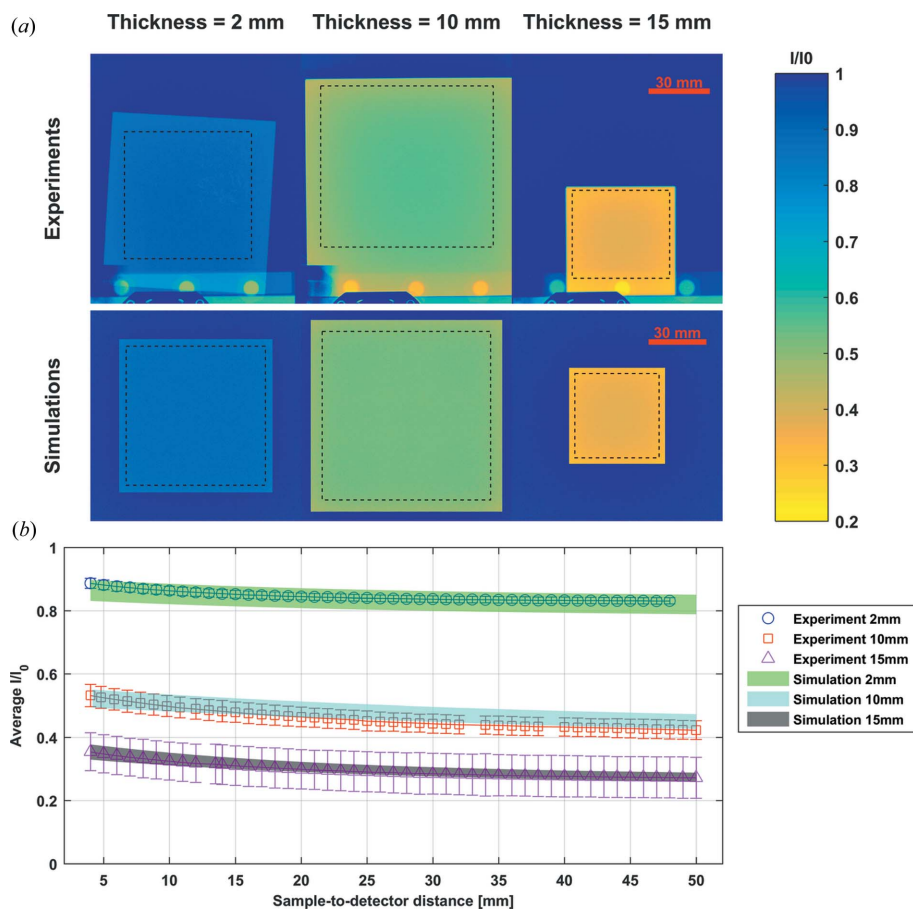 (a)
Thickness = 2 mm
Thickness = 10 mm
Thickness = 15 mm
Experiments
30 mm
I/I0
1
0.9
0.8
0.7
0.6
0.5
0.4
0.3
0.2
Simulations
30 mm
(b)
Average I/I0
1
0.8
0.6
0.4
0.2
0
5
10
15
20
25
30
35
40
45
50
Sample-to-detector distance [mm]
Experiment 2mm
Experiment 10mm
Experiment 15mm
Simulation 2mm
Simulation 10mm
Simulation 15mm